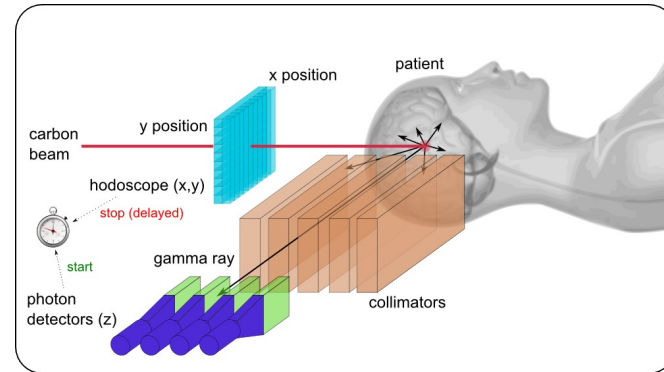 x position
patient
y position
carbon
beam
hodoscope (x,y)
stop (delayed)
gamma ray
start
photon
detectors (z)
collimators